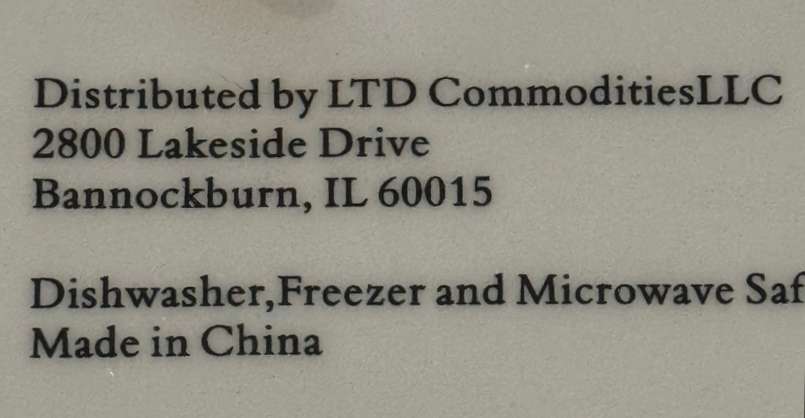 Distributed by LTD CommoditiesLLC
2800 Lakeside Drive
Bannockburn, IL 60015
Dishwasher,Freezer and Microwave Saf
Made in China